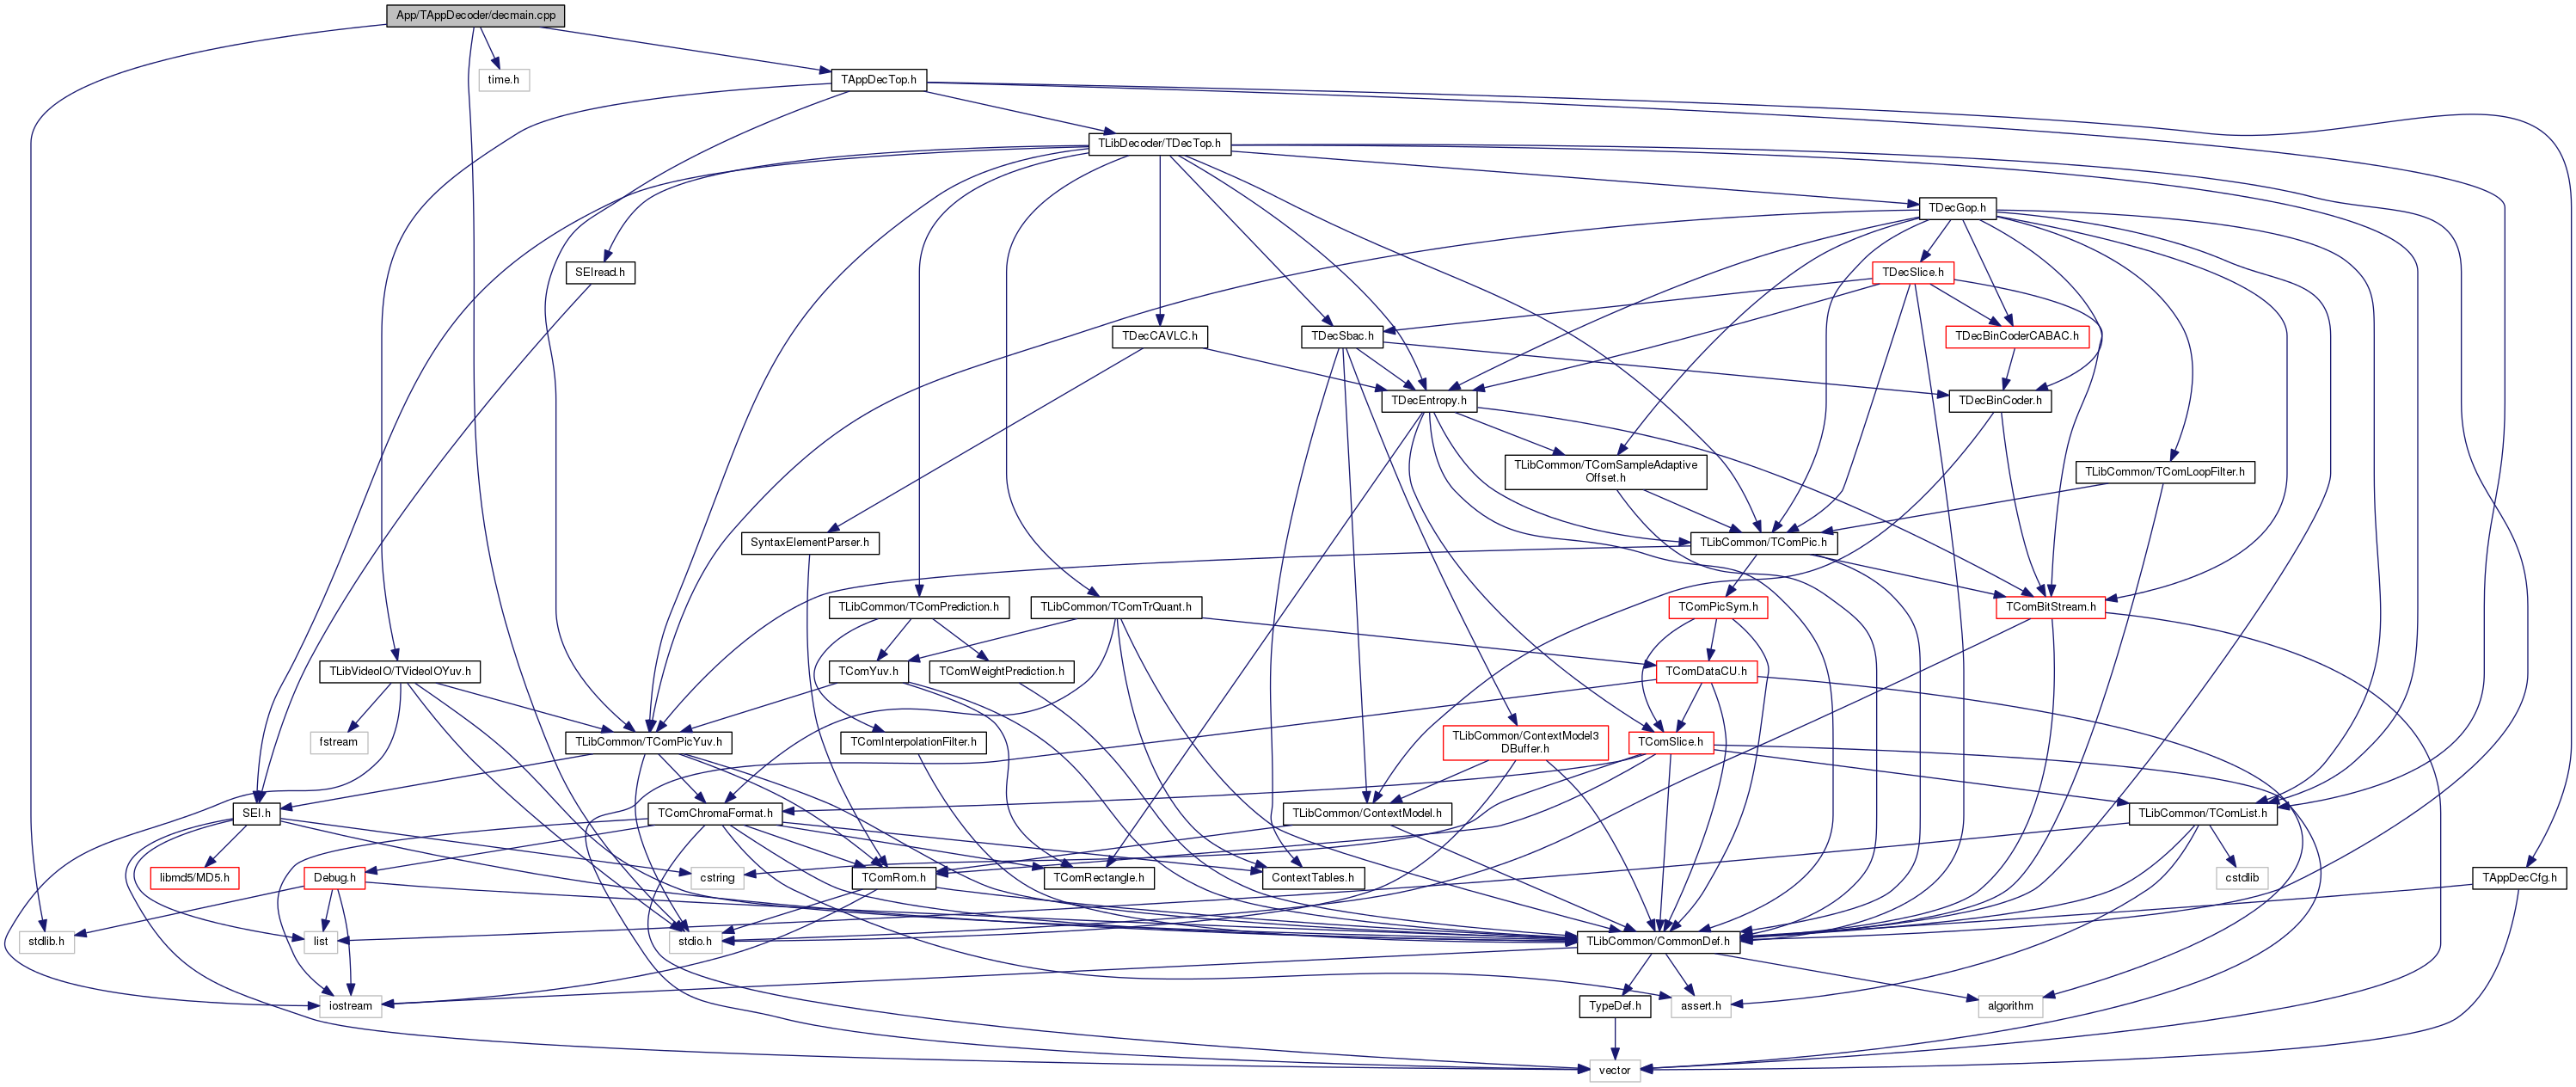 App/TAppDecoder/decmain.cpp
time.h
TAppDecTop.h
TLibDecoder/TDecTop.h
TDecGop.h
SEIread.h
TDecSlice.h
TDecCAVLC.h
TDecSbac.h
TDecBinCoderCABAC.h
TDecEntropy.h
TDecBinCoder.h
TLibCommon/TComSampleAdaptive
Offset.h
TLibCommon/TComLoopFilter.h
SyntaxElementParser.h
TLibCommon/TComPic.h
TLibCommon/TComPrediction.h
TLibCommon/TComTrQuant.h
TComPicSym.h
TComBitStream.h
TLibVideoIO/TVideoIOYuv.h
TComYuv.h
TComWeightPrediction.h
TComDataCU.h
fstream
TLibCommon/TComPicYuv.h
TComInterpolationFilter.h
TLibCommon/ContextModel3
DBuffer.h
TComSlice.h
SEI.h
TComChromaFormat.h
TLibCommon/ContextModel.h
TLibCommon/TComList.h
libmd5/MD5.h
Debug.h
cstring
TComRom.h
TComRectangle.h
ContextTables.h
cstdlib
TAppDecCfg.h
stdlib.h
list
stdio.h
TLibCommon/CommonDef.h
iostream
TypeDef.h
assert.h
algorithm
vector